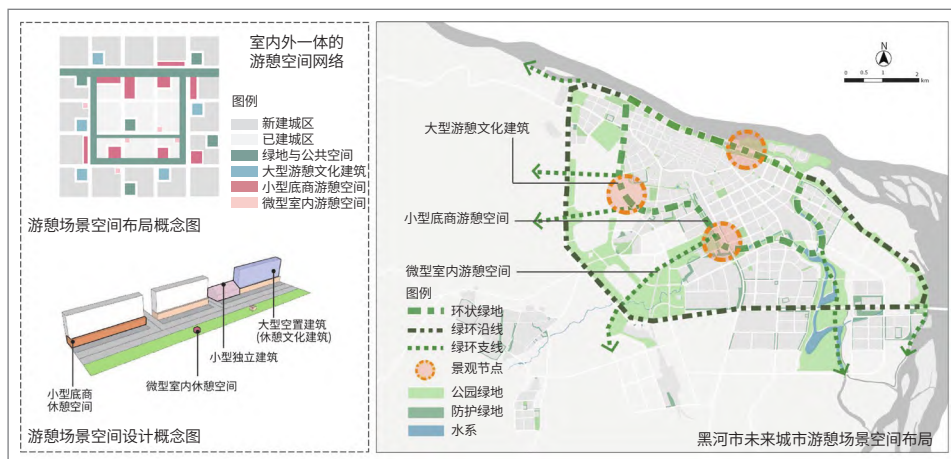 室内外一体的
游憩空间网络
图例
新建城区
已建城区
绿地与公共空间
大型游憩文化建筑
小型底商游憩空间
微型室内游憩空间
游憩场景空间布局概念图
大型空置建筑
(休憩文化建筑)
小型独立建筑
微型室内休憩空间
小型底商
休憩空间
游憩场景空间设计概念图
N
0 0.5 1 2
km
大型游憩文化建筑
小型底商游憩空间
微型室内游憩空间
图例
环状绿地
绿环沿线
绿环支线
景观节点
公园绿地
防护绿地
水系
黑河市未来城市游憩场景空间布局